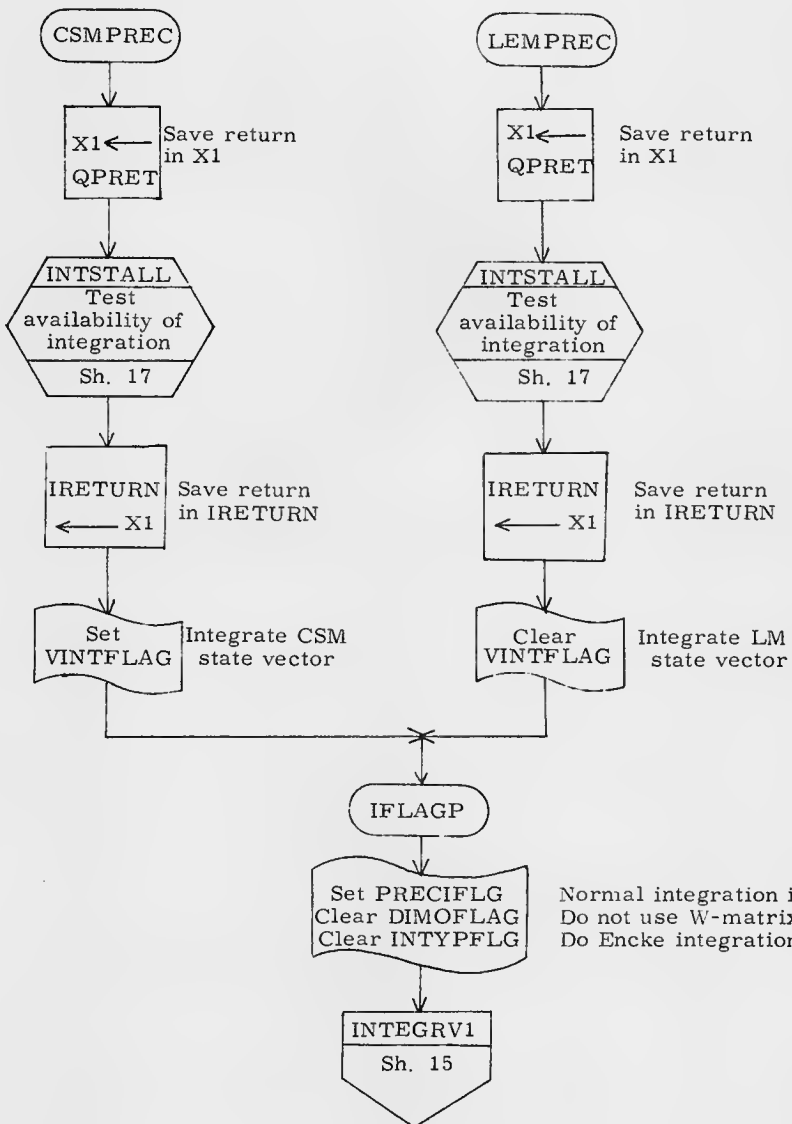 CSMPREC
X1 ←
QPRET
Save return
in X1
INTSTALL
Test
availability of
integration
Sh. 17
IRETURN
← X1
Save return
in IRETURN
Set
VINTFLAG
Integrate CSM
state vector
LEMPREC
X1 ←
QPRET
Save return
in X1
INTSTALL
Test
availability of
integration
Sh. 17
IRETURN
← X1
Save return
in IRETURN
Clear
VINTFLAG
Integrate LM
state vector
IFLAGP
Set PRECIFLG
Clear DIMOFLAG
Clear INTYPFLG
Normal integration i
Do not use W-matrix
Do Encke integration
INTEGRV1
Sh. 15